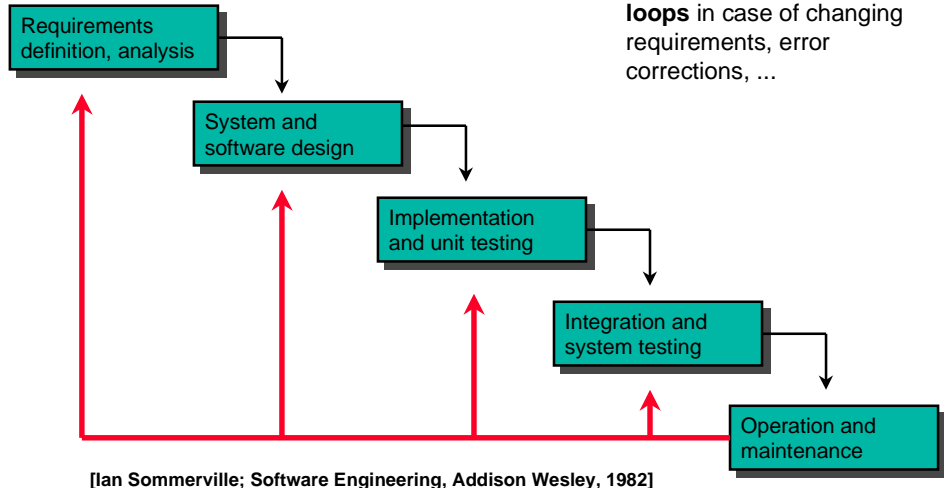 Requirements
definition, analysis
loops in case of changing
requirements, error
corrections, ...
System and
software design
Implementation
and unit testing
Integration and
system testing
Operation and
maintenance
[Ian Sommerville; Software Engineering, Addison Wesley, 1982]